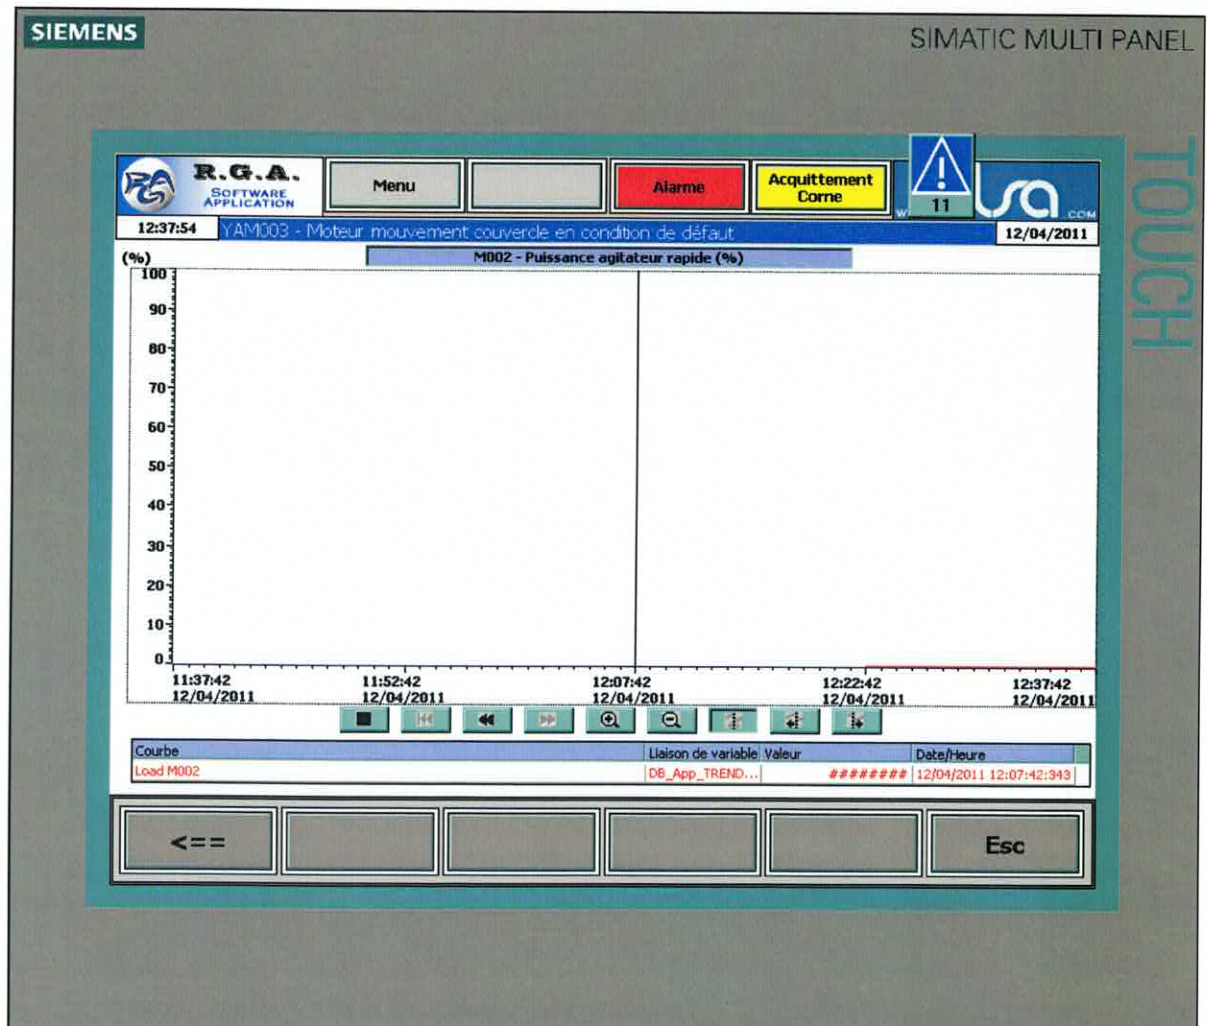 SIEMENS
SIMATIC MULTI PANEL
TOUCH
R.G.A.
SOFTWARE
APPLICATION
Menu
Alarme
Acquittement
Corne
11
.COM
12:37:54
YAM003 - Moteur mouvement couvercle en condition de défaut
12/04/2011
(%)
M002 - Puissance agitateur rapide (%)
100
90
80
70
60
50
40
30
20
10
0
11:37:42 11:52:42 12:07:42 12:22:42 12:37:42
12/04/2011 12/04/2011 12/04/2011 12/04/2011 12/04/2011
Courbe Liaison de variable Valeur Date/Heure
Load M002 DB_App_TREND... ######## 12/04/2011 12:07:42:343
<== Esc